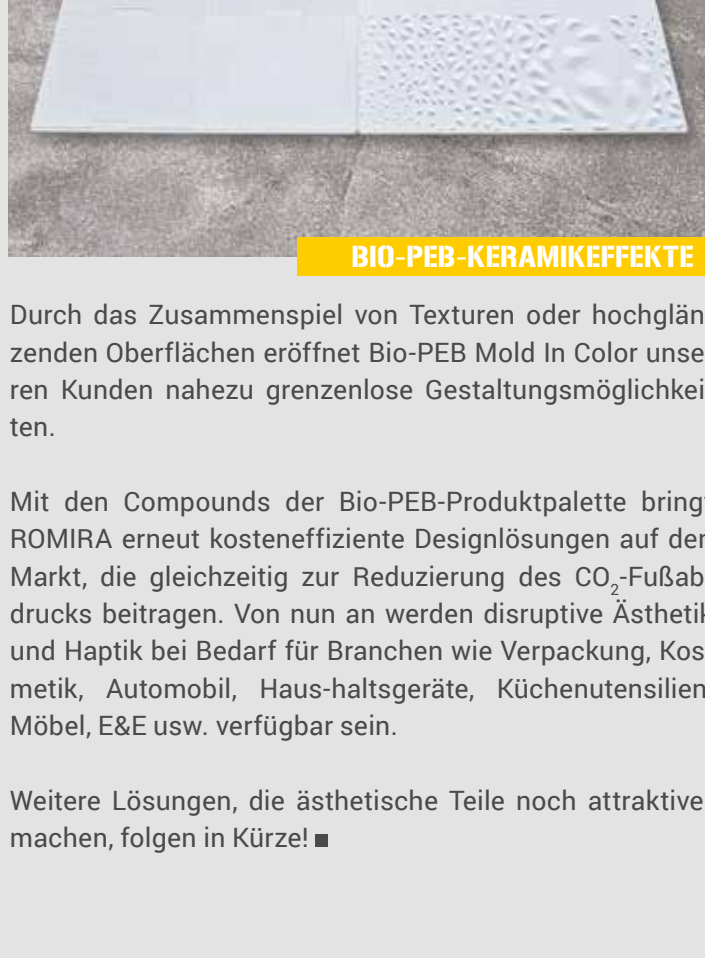 BIO-PEB-KERAMIKEFFEKTE
Durch das Zusammenspiel von Texturen oder hochglän
zenden Oberflächen eröffnet Bio-PEB Mold In Color unse
ren Kunden nahezu grenzenlose Gestaltungsmöglichkei
ten.
Mit den Compounds der Bio-PEB-Produktpalette bringt
ROMIRA erneut kosteneffiziente Designlösungen auf den
Markt, die gleichzeitig zur Reduzierung des CO₂-Fußab
drucks beitragen. Von nun an werden disruptive Ästhetik
und Haptik bei Bedarf für Branchen wie Verpackung, Kos
metik, Automobil, Haus-haltsgeräte, Küchenutensilien
Möbel, E&E usw. verfügbar sein.
Weitere Lösungen, die ästhetische Teile noch attraktive
machen, folgen in Kürze! ■